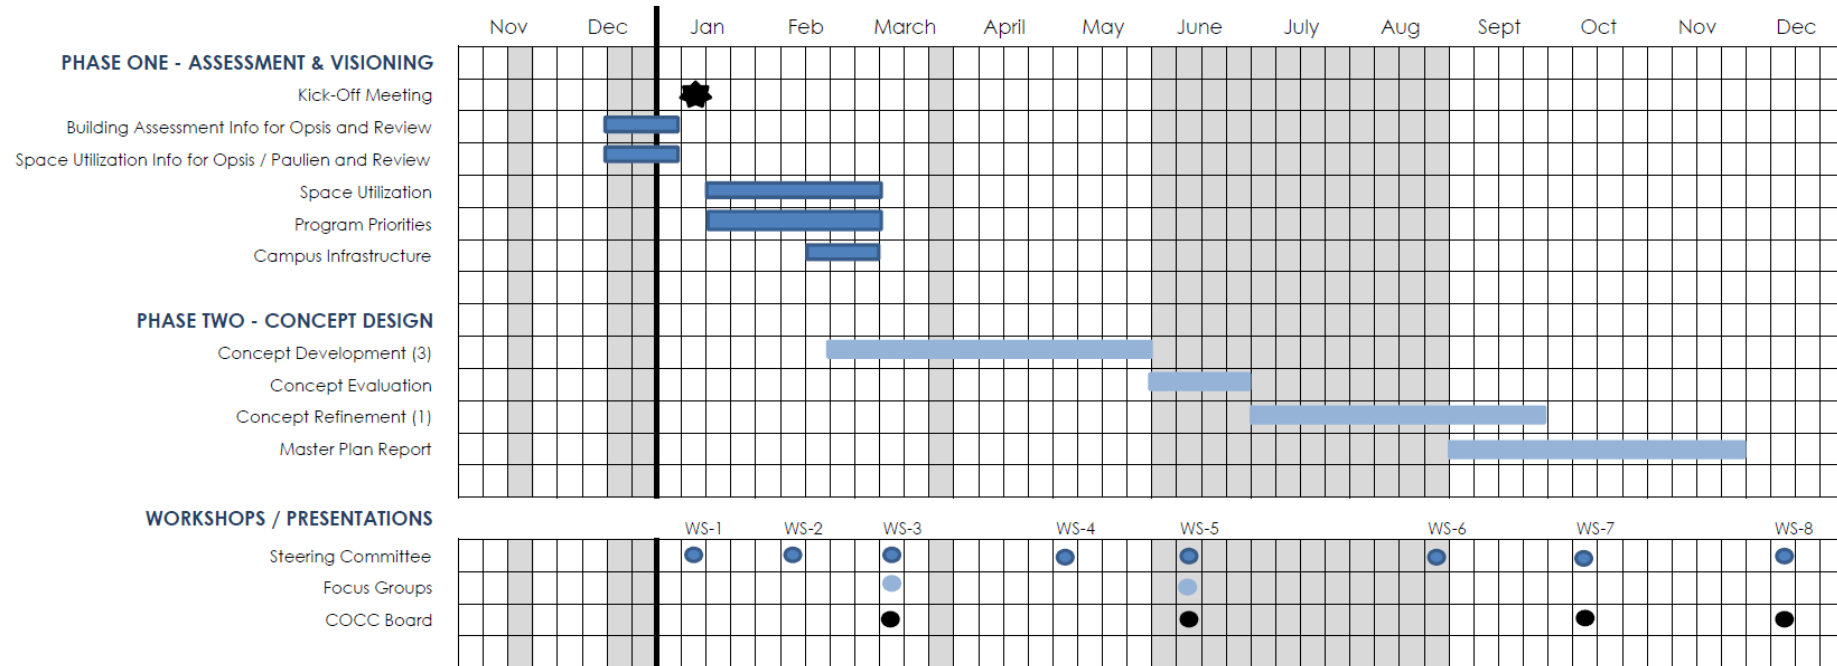 Nov Dec Jan Feb March April May June July Aug Sept Oct Nov Dec
PHASE ONE - ASSESSMENT & VISIONING
Kick-Off Meeting
Building Assessment Info for Opsis and Review
Space Utilization Info for Opsis / Paulien and Review
Space Utilization
Program Priorities
Campus Infrastructure
PHASE TWO - CONCEPT DESIGN
Concept Development (3)
Concept Evaluation
Concept Refinement (1)
Master Plan Report
WORKSHOPS / PRESENTATIONS
WS-1 WS-2 WS-3 WS-4 WS-5 WS-6 WS-7 WS-8
Steering Committee
Focus Groups
COCC Board